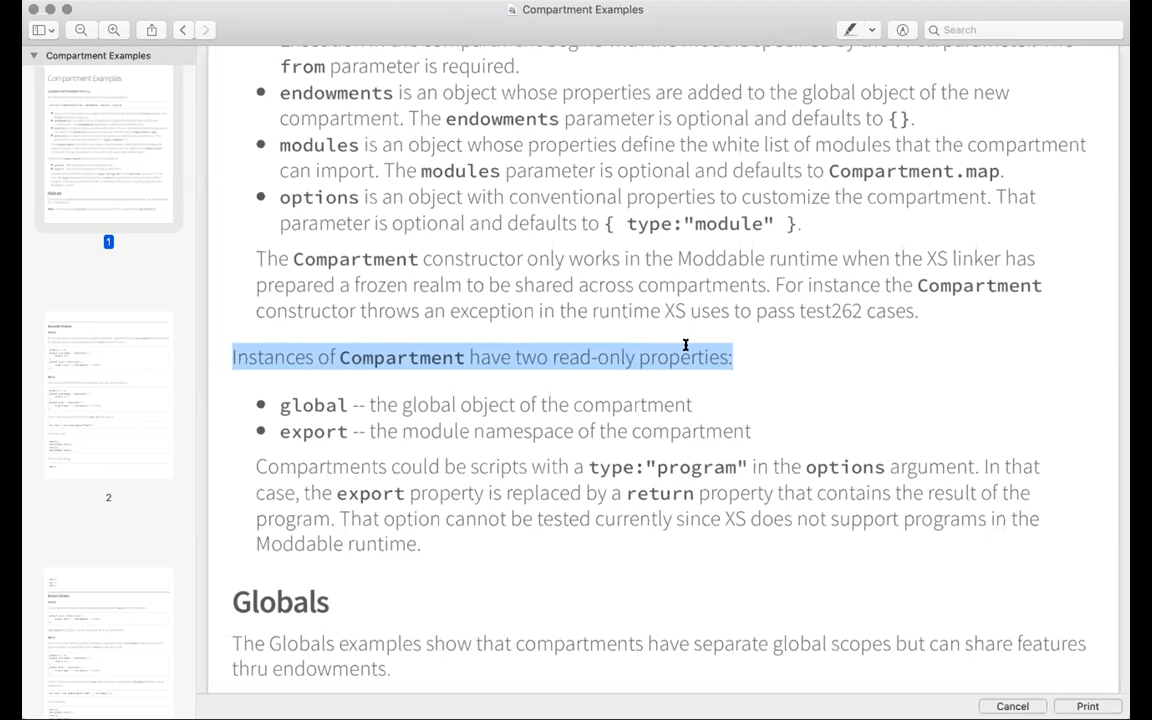 Compartment Examples
Search
Compartment Examples
from parameter is required.
endowments is an object whose properties are added to the global object of the new
compartment. The endowments parameter is optional and defaults to {}.
modules is an object whose properties define the white list of modules that the compartment
can import. The modules parameter is optional and defaults to Compartment.map.
options is an object with conventional properties to customize the compartment. That
parameter is optional and defaults to { type:"module" }.
The Compartment constructor only works in the Moddable runtime when the XS linker has
prepared a frozen realm to be shared across compartments. For instance the Compartment
constructor throws an exception in the runtime XS uses to pass test262 cases.
Instances of Compartment have two read-only properties:
global -- the global object of the compartment
export -- the module namespace of the compartment
Compartments could be scripts with a type:"program" in the options argument. In that
case, the export property is replaced by a return property that contains the result of the
program. That option cannot be tested currently since XS does not support programs in the
Moddable runtime.
Globals
The Globals examples show that compartments have separate global scopes but can share features
thru endowments.
Compartment Examples
1
2
Cancel
Print